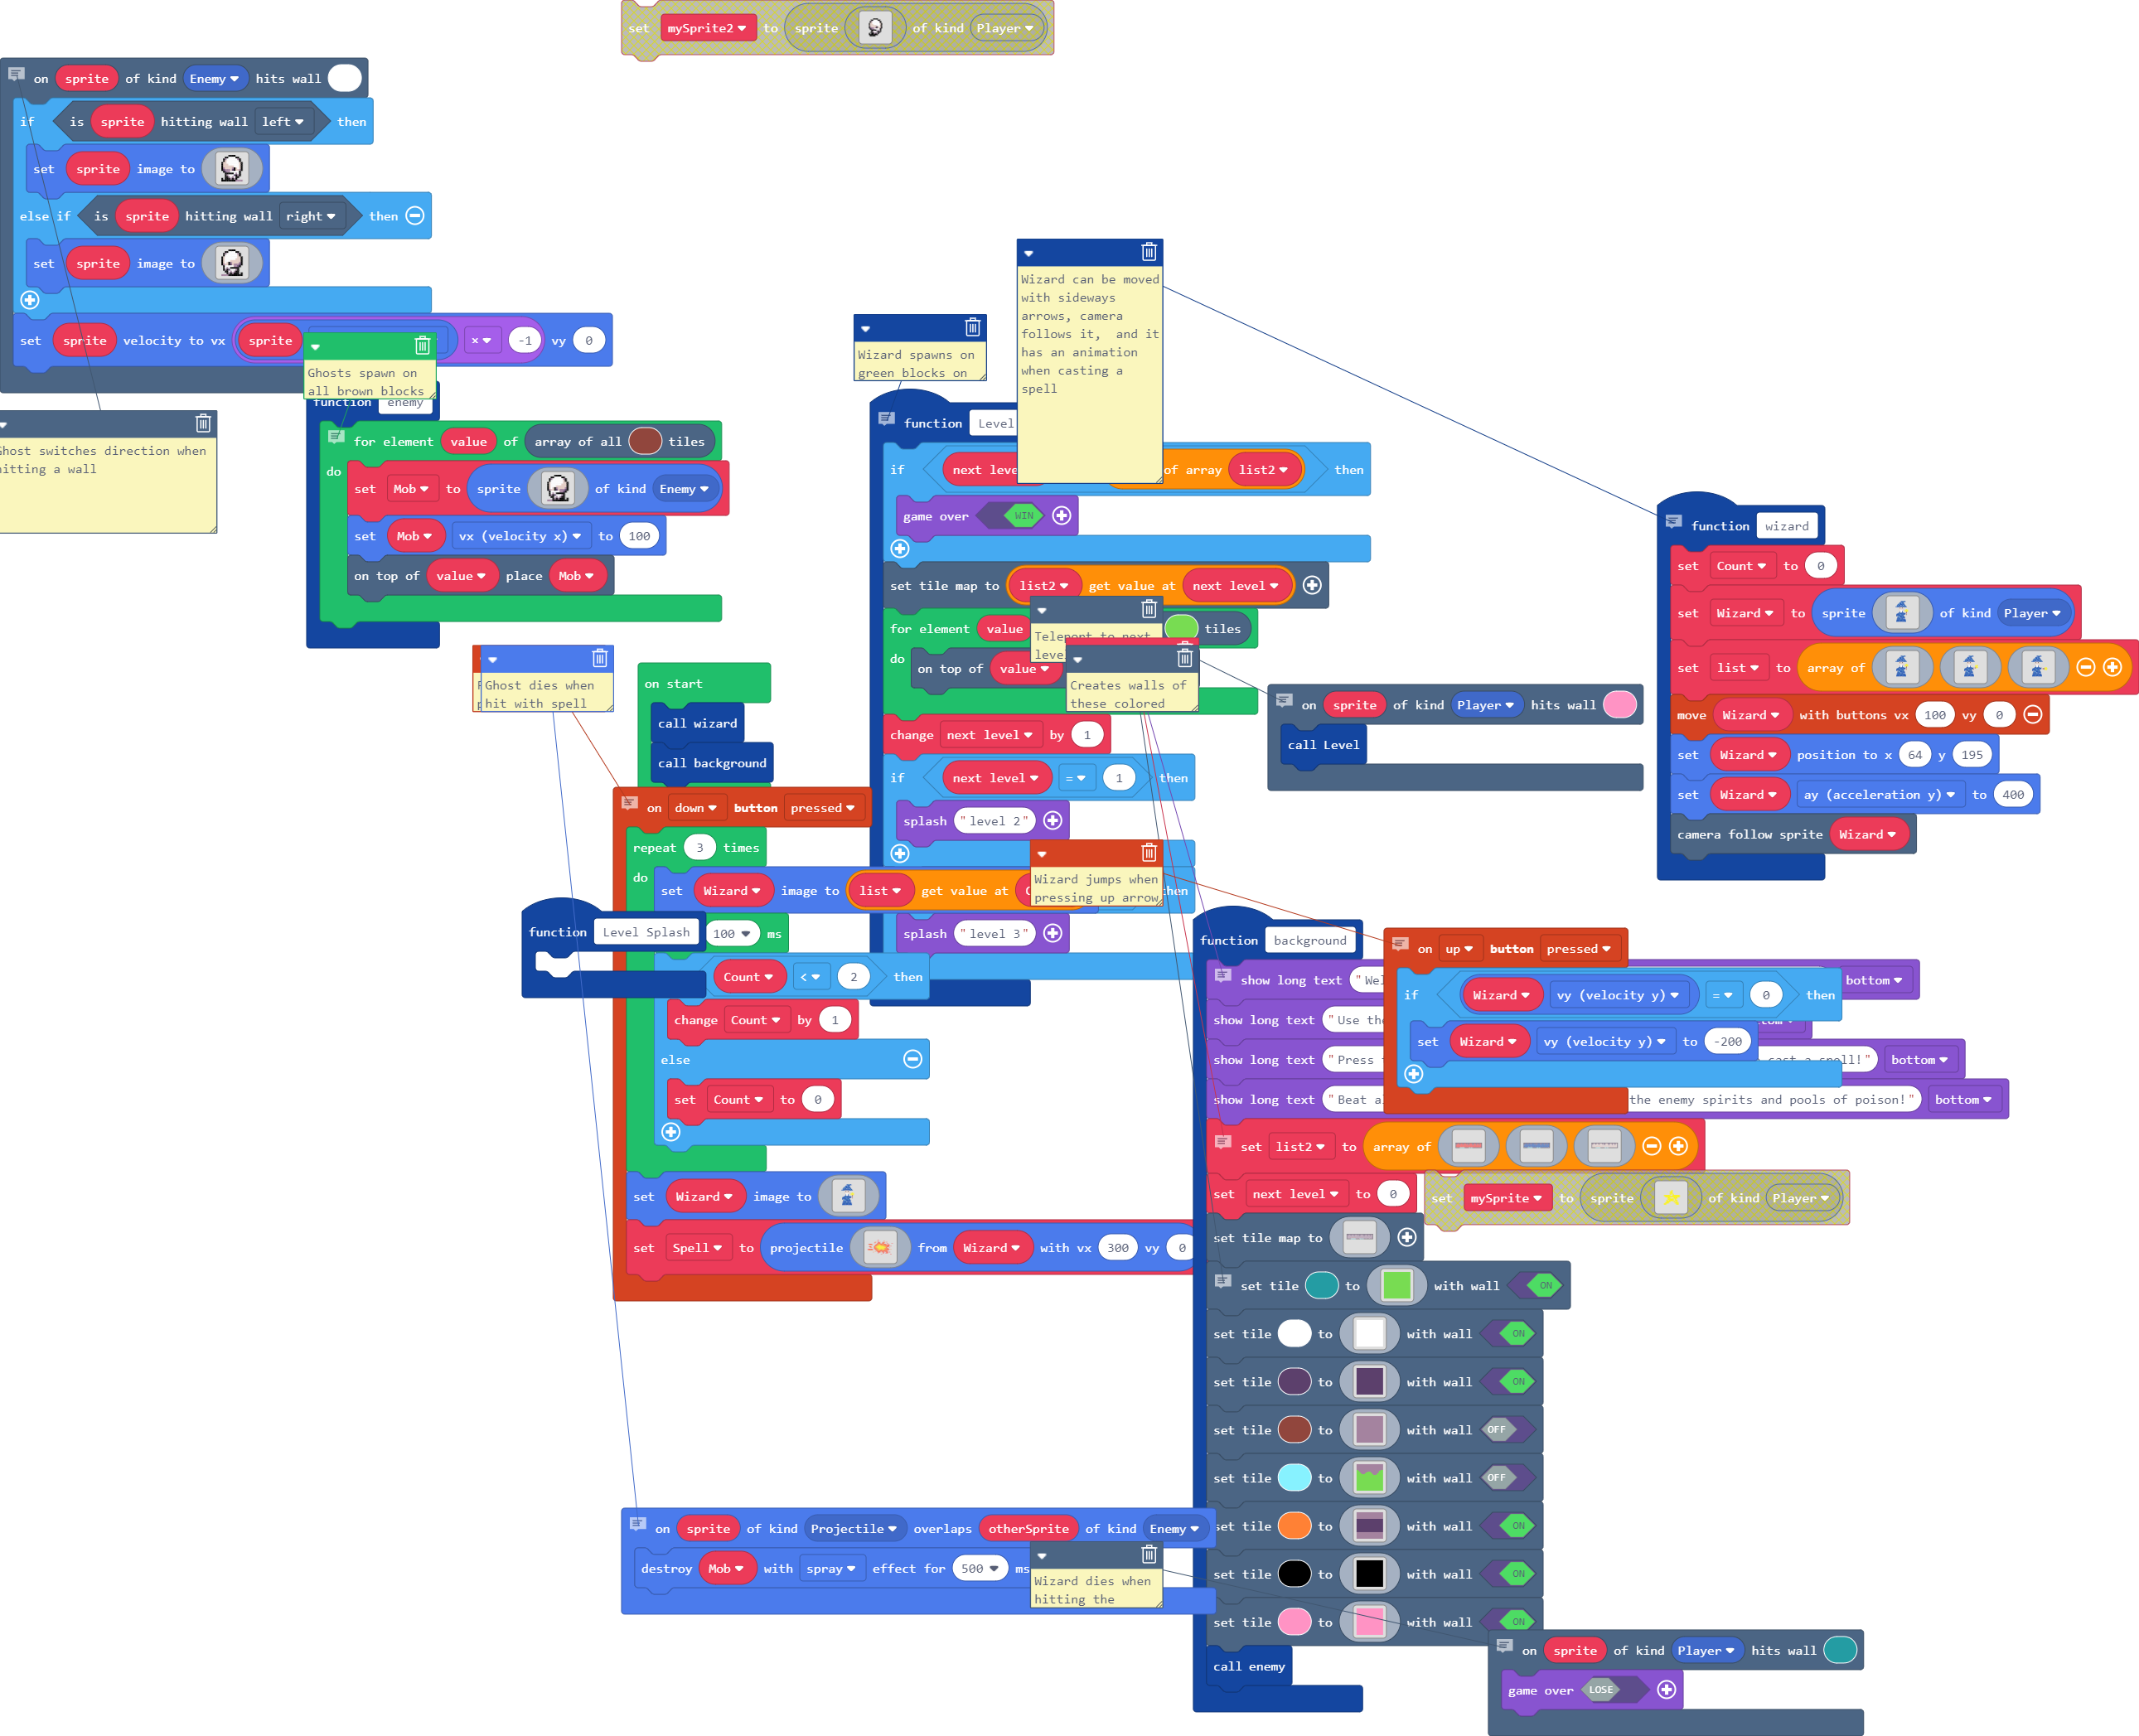 set mySprite2 to sprite of kind Player
on sprite of kind Enemy hits wall
if is sprite hitting wall left then
set sprite image to
else if is sprite hitting wall right then
set sprite image to
set sprite velocity to vx sprite × -1 vy 0
Ghosts spawn on
all brown blocks
Ghost switches direction when
hitting a wall
function enemy
for element value of array of all tiles
do
set Mob to sprite of kind Enemy
set Mob vx (velocity x) to 100
on top of value place Mob
Wizard spawns on
green blocks on
Wizard can be moved
with sideways
arrows, camera
follows it, and it
has an animation
when casting a
spell
function Level
if next of array list2 then
game over WIN
set tile map to list2 get value at next level
for element value tiles
do on top of value
Teleport to next
Creates walls of
these colored
change next level by 1
if next level = 1 then
splash "level 2"
then
splash "level 3"
on sprite of kind Player hits wall
call Level
function wizard
set Count to 0
set Wizard to sprite of kind Player
set list to array of
move Wizard with buttons vx 100 vy 0
set Wizard position to x 64 y 195
set Wizard ay (acceleration y) to 400
camera follow sprite Wizard
Ghost dies when
hit with spell
on start
call wizard
call background
on down button pressed
repeat 3 times
do
set Wizard image to list get value at
Wizard jumps when
pressing up arrow
100 ms
function Level Splash
Count < 2 then
change Count by 1
else
set Count to 0
set Wizard image to
set Spell to projectile from Wizard with vx 300 vy 0
function background
show long text bottom
show long text "Use
show long text "Press spell!" bottom
show long text "Beat the enemy spirits and pools of poison!" bottom
on up button pressed
if Wizard vy (velocity y) = 0 then
set Wizard vy (velocity y) to -200
set list2 to array of
set next level to 0
set mySprite to sprite of kind Player
set tile map to
set tile to with wall ON
set tile to with wall ON
set tile to with wall ON
set tile to with wall OFF
set tile to with wall OFF
set tile to with wall ON
set tile to with wall ON
set tile to with wall ON
call enemy
on sprite of kind Projectile overlaps otherSprite of kind Enemy
destroy Mob with spray effect for 500 ms
Wizard dies when
hitting the
on sprite of kind Player hits wall
game over LOSE